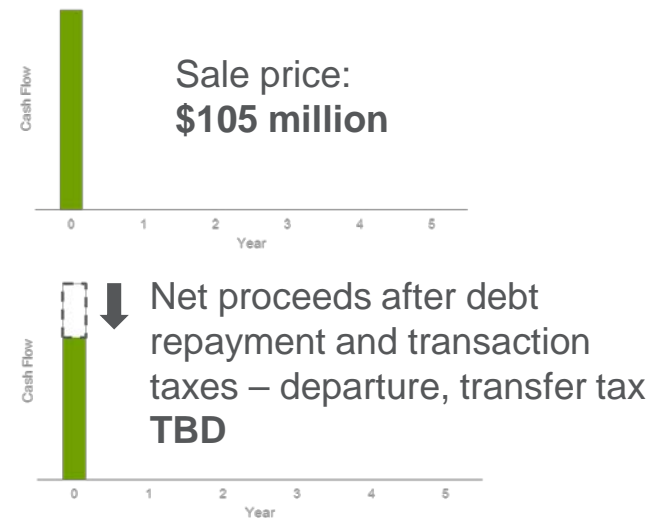 Cash Flow
Sale price:
$105 million
0 1 2 3 4 5
Year
Cash Flow
Net proceeds after debt
repayment and transaction
taxes – departure, transfer tax
TBD
0 1 2 3 4 5
Year